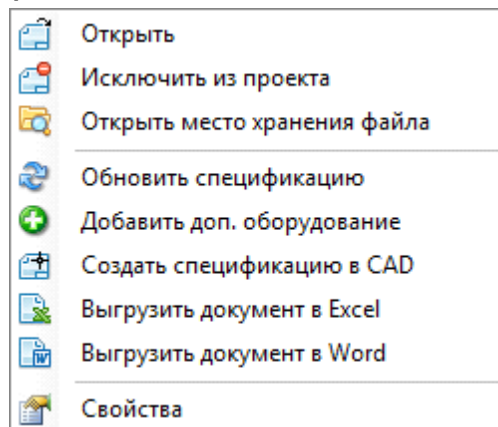 Открыть
Исключить из проекта
Открыть место хранения файла
Обновить спецификацию
Добавить доп. оборудование
Создать спецификацию в CAD
Выгрузить документ в Excel
Выгрузить документ в Word
Свойства